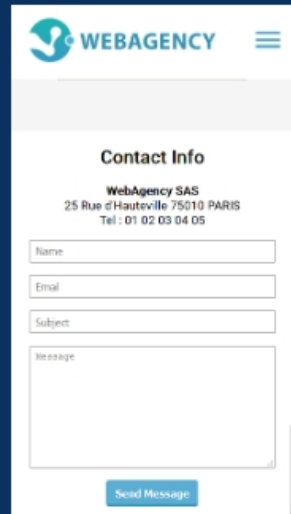 WEBAGENCY
Contact Info
WebAgency SAS
25 Rue d'Hauteville 75010 PARIS
Tel : 01 02 03 04 05
Name
Email
Subject
Message
Send Message